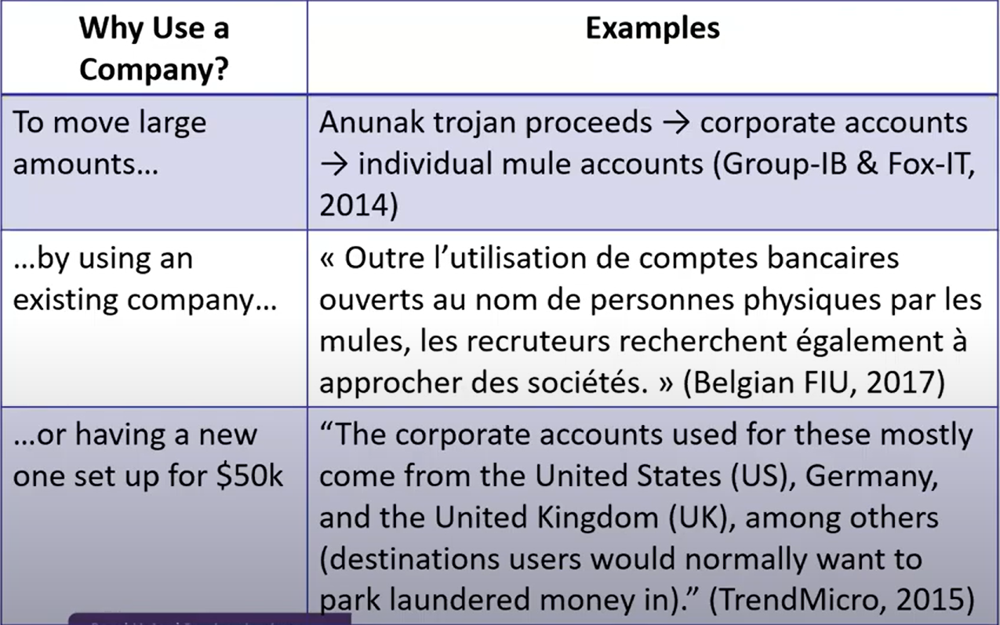 Why Use a
Company?
Examples
To move large
amounts…
Anunak trojan proceeds → corporate accounts
→ individual mule accounts (Group-IB & Fox-IT,
2014)
…by using an
existing company…
« Outre l’utilisation de comptes bancaires
ouverts au nom de personnes physiques par les
mules, les recruteurs recherchent également à
approcher des sociétés. » (Belgian FIU, 2017)
…or having a new
one set up for $50k
“The corporate accounts used for these mostly
come from the United States (US), Germany,
and the United Kingdom (UK), among others
(destinations users would normally want to
park laundered money in).” (TrendMicro, 2015)